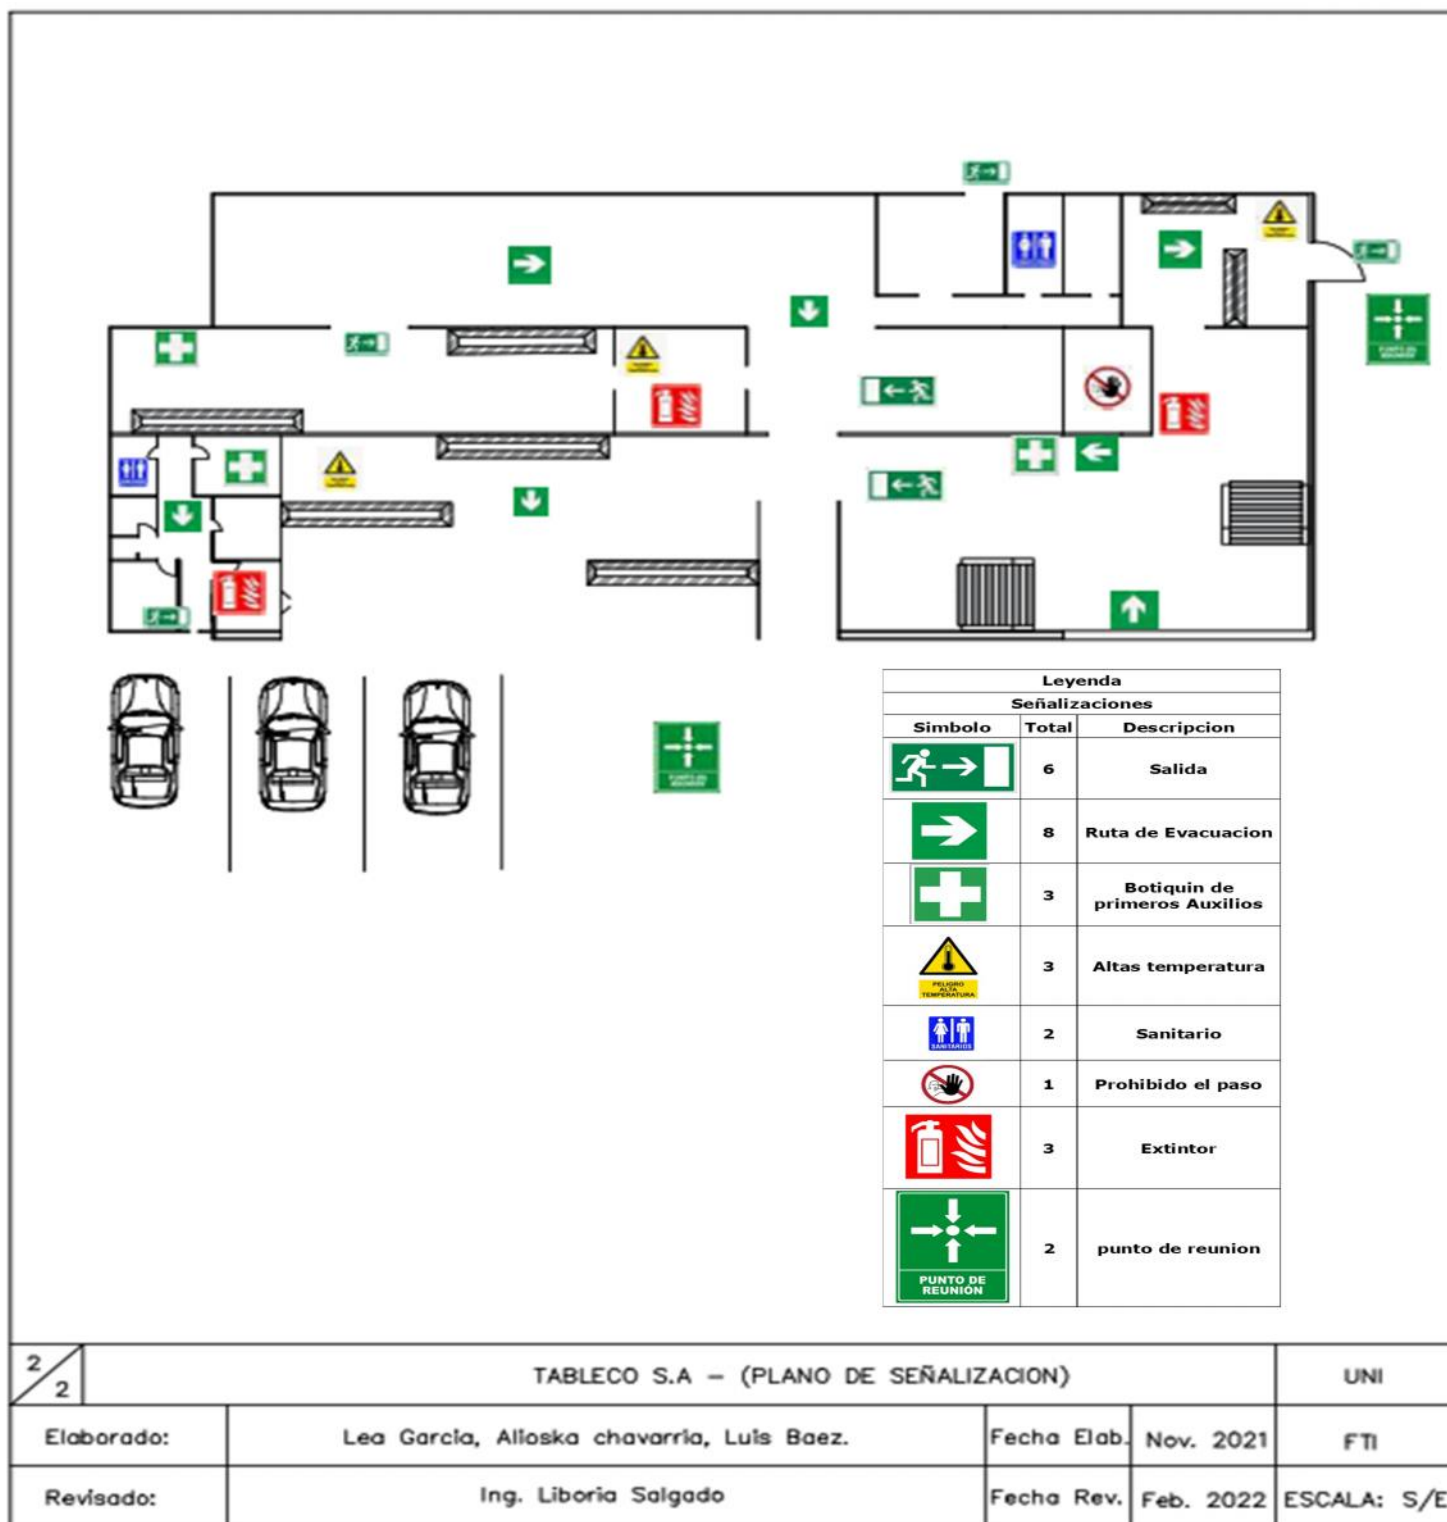 PUNTO DE
REUNIÓN
Leyenda
Señalizaciones
Simbolo Total Descripcion
6 Salida
8 Ruta de Evacuacion
3 Botiquin de
primeros Auxilios
PELIGRO
ALTA
TEMPERATURA
3 Altas temperatura
SANITARIOS
2 Sanitario
1 Prohibido el paso
3 Extintor
PUNTO DE
REUNIÓN
2 punto de reunion
2/2 TABLECO S.A – (PLANO DE SEÑALIZACION) UNI
Elaborado: Lea Garcia, Alioska chavarria, Luis Baez. Fecha Elab. Nov. 2021 FTI
Revisado: Ing. Liboria Salgado Fecha Rev. Feb. 2022 ESCALA: S/E